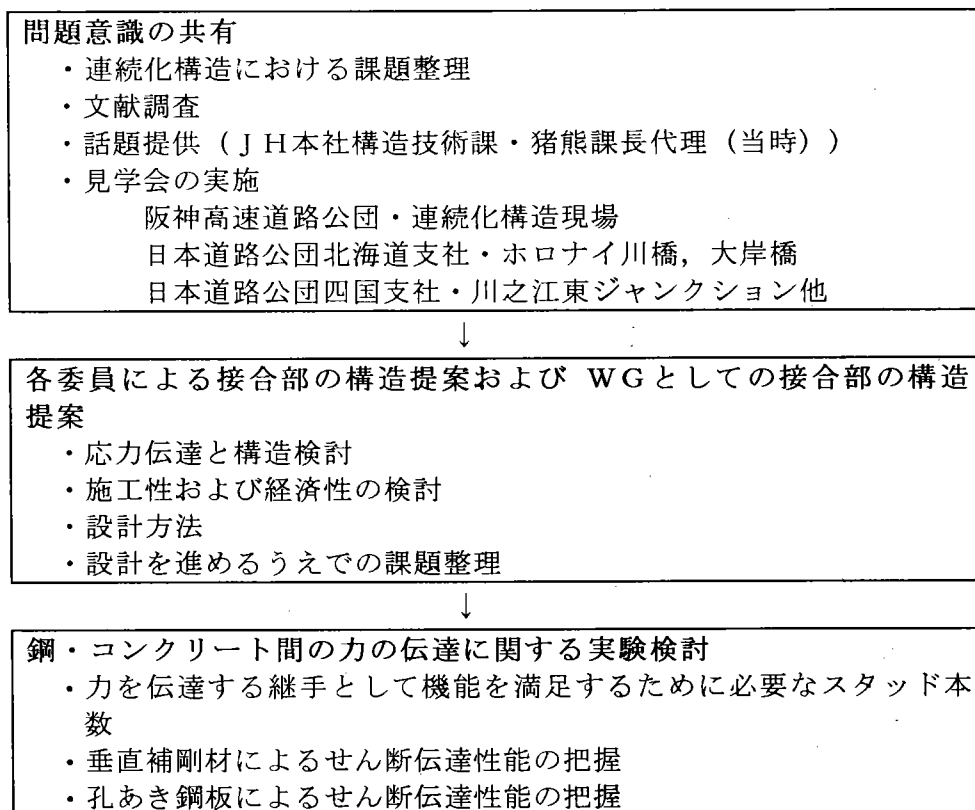 問題意識の共有
・連続化構造における課題整理
・文献調査
・話題提供（ＪＨ本社構造技術課・猪熊課長代理（当時））
・見学会の実施
阪神高速道路公団・連続化構造現場
日本道路公団北海道支社・ホロナイ川橋，大岸橋
日本道路公団四国支社・川之江東ジャンクション他
↓
各委員による接合部の構造提案および WGとしての接合部の構造
提案
・応力伝達と構造検討
・施工性および経済性の検討
・設計方法
・設計を進めるうえでの課題整理
↓
鋼・コンクリート間の力の伝達に関する実験検討
・力を伝達する継手として機能を満足するために必要なスタッド本
数
・垂直補剛材によるせん断伝達性能の把握
・孔あき鋼板によるせん断伝達性能の把握